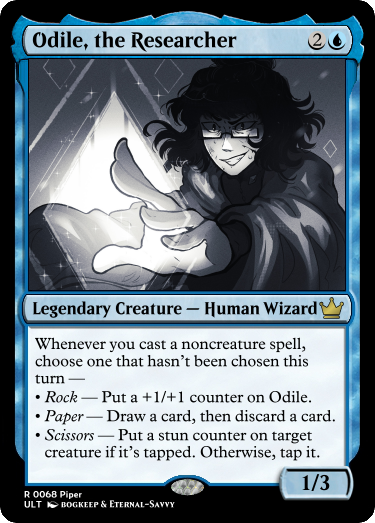 Odile, the Researcher 2
Legendary Creature — Human Wizard
Whenever you cast a noncreature spell,
choose one that hasn't been chosen this
turn —
• Rock — Put a +1/+1 counter on Odile.
• Paper — Draw a card, then discard a card.
• Scissors — Put a stun counter on target
creature if it's tapped. Otherwise, tap it.
1/3
R 0068 Piper
ULT BOGKEEP & ETERNAL-SAVVY